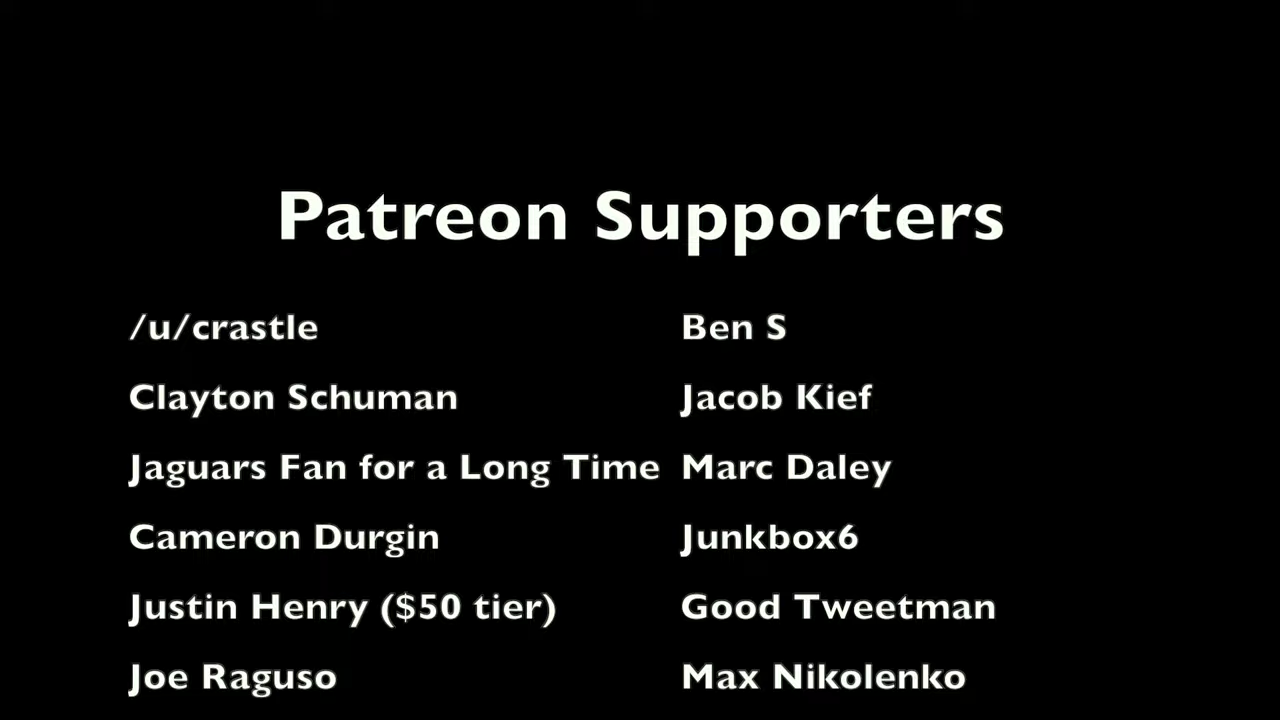 Patreon Supporters
/u/crastle
Ben S
Clayton Schuman
Jacob Kief
Jaguars Fan for a Long Time
Marc Daley
Cameron Durgin
Junkbox6
Justin Henry ($50 tier)
Good Tweetman
Joe Raguso
Max Nikolenko